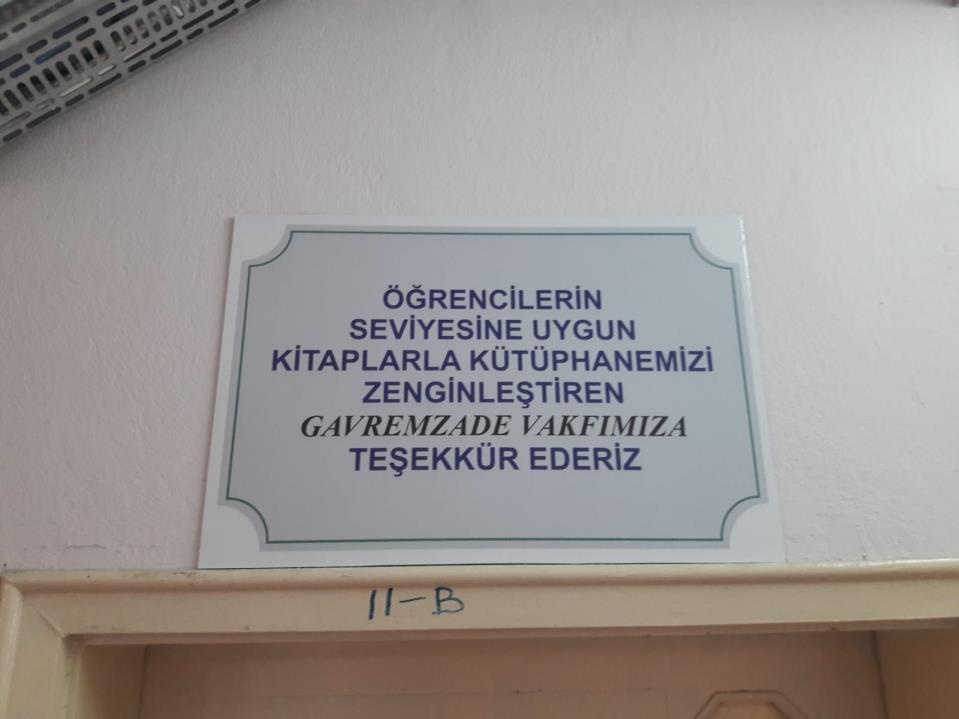 ÖĞRENCİLERİN
SEVİYESİNE UYGUN
KİTAPLARLA KÜTÜPHANEMİZİ
ZENGİNLEŞTİREN
GAVREMZADE VAKFIMIZA
TEŞEKKÜR EDERİZ
11-B